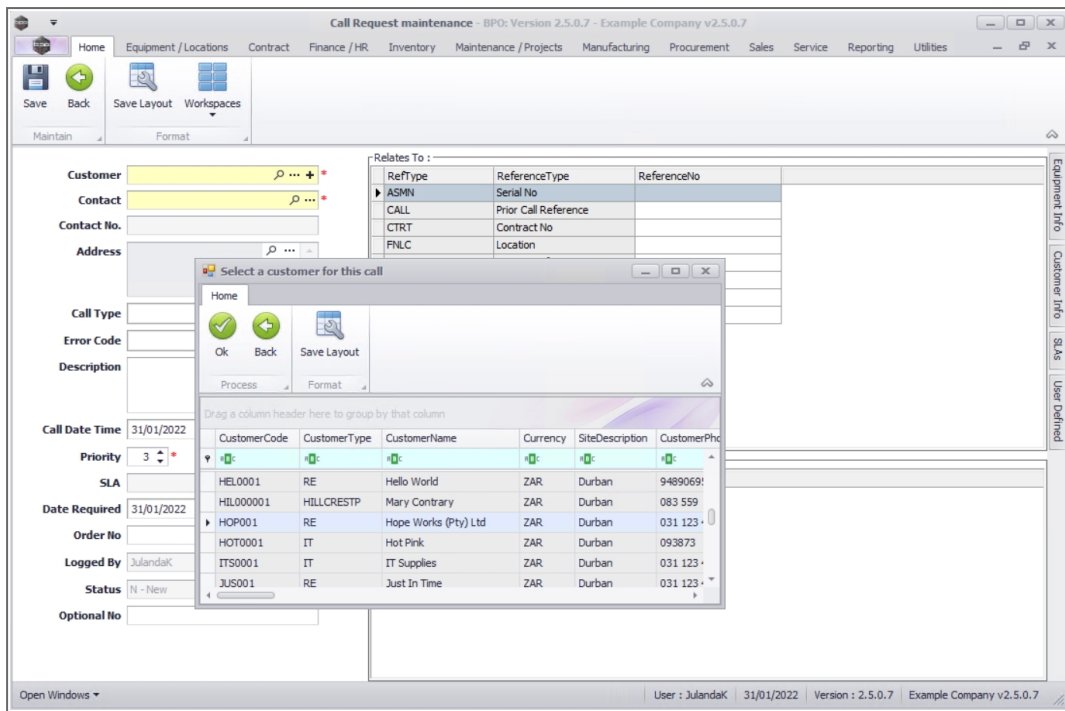 Call Request maintenance - BPO: Version 2.5.0.7 - Example Company v2.5.0.7
Home Equipment / Locations Contract Finance / HR Inventory Maintenance / Projects Manufacturing Procurement Sales Service Reporting Utilities
Save Back Save Layout Workspaces
Maintain Format
Relates To :
Customer
Contact
Contact No.
Address
Call Type
Error Code
Description
Call Date Time 31/01/2022
Priority 3
SLA
Date Required 31/01/2022
Order No
Logged By JulandaK
Status N - New
Optional No
RefType ReferenceType ReferenceNo
ASMN Serial No
CALL Prior Call Reference
CTRT Contract No
FNLC Location
Equipment Info
Customer Info
SLAs
User Defined
Select a customer for this call
Home
Ok Back Save Layout
Process Format
Drag a column header here to group by that column
CustomerCode CustomerType CustomerName Currency SiteDescription CustomerPho
HEL0001 RE Hello World ZAR Durban 9489069
HIL000001 HILLCRESTP Mary Contrary ZAR Durban 083 559
HOP001 RE Hope Works (Pty) Ltd ZAR Durban 031 123
HOT0001 IT Hot Pink ZAR Durban 093873
ITS0001 IT IT Supplies ZAR Durban 031 123
JUS001 RE Just In Time ZAR Durban 031 123
Open Windows User : JulandaK 31/01/2022 Version : 2.5.0.7 Example Company v2.5.0.7